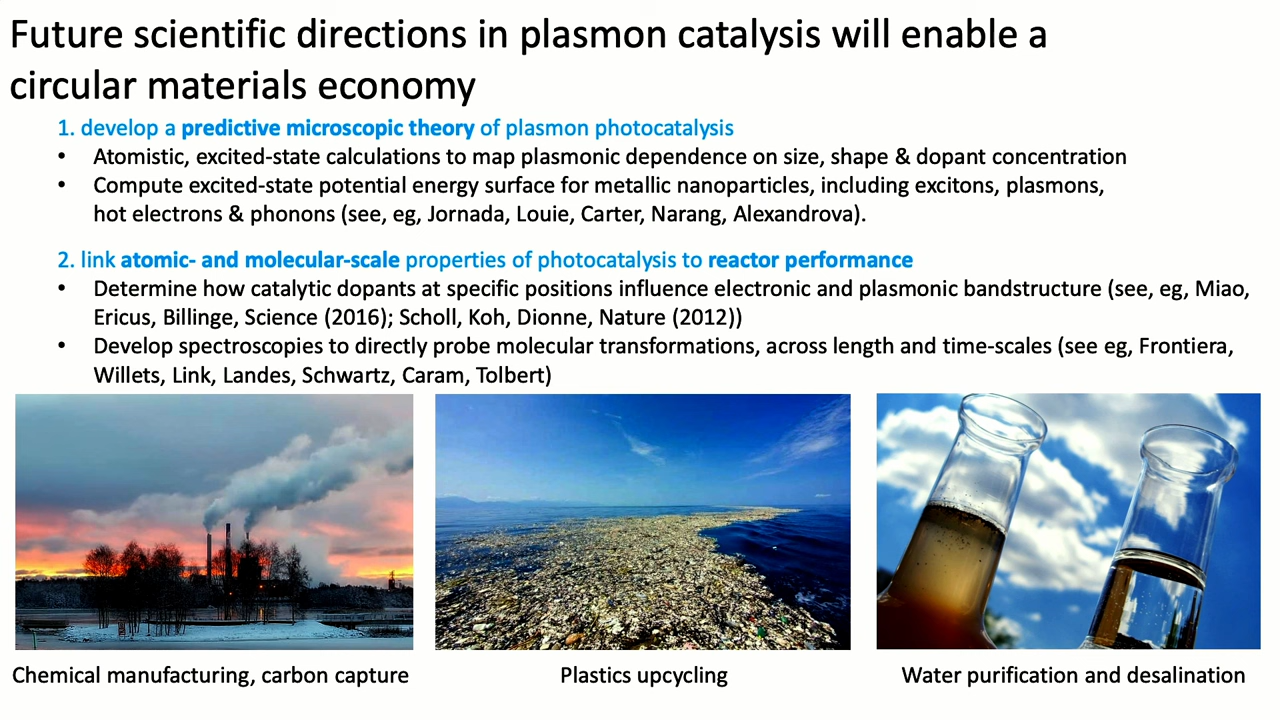 Future scientific directions in plasmon catalysis will enable a
circular materials economy
1. develop a predictive microscopic theory of plasmon photocatalysis
• Atomistic, excited-state calculations to map plasmonic dependence on size, shape & dopant concentration
• Compute excited-state potential energy surface for metallic nanoparticles, including excitons, plasmons,
hot electrons & phonons (see, eg, Jornada, Louie, Carter, Narang, Alexandrova).
2. link atomic- and molecular-scale properties of photocatalysis to reactor performance
• Determine how catalytic dopants at specific positions influence electronic and plasmonic bandstructure (see, eg, Miao,
Ericus, Billinge, Science (2016); Scholl, Koh, Dionne, Nature (2012))
• Develop spectroscopies to directly probe molecular transformations, across length and time-scales (see eg, Frontiera,
Willets, Link, Landes, Schwartz, Caram, Tolbert)
Chemical manufacturing, carbon capture
Plastics upcycling
Water purification and desalination